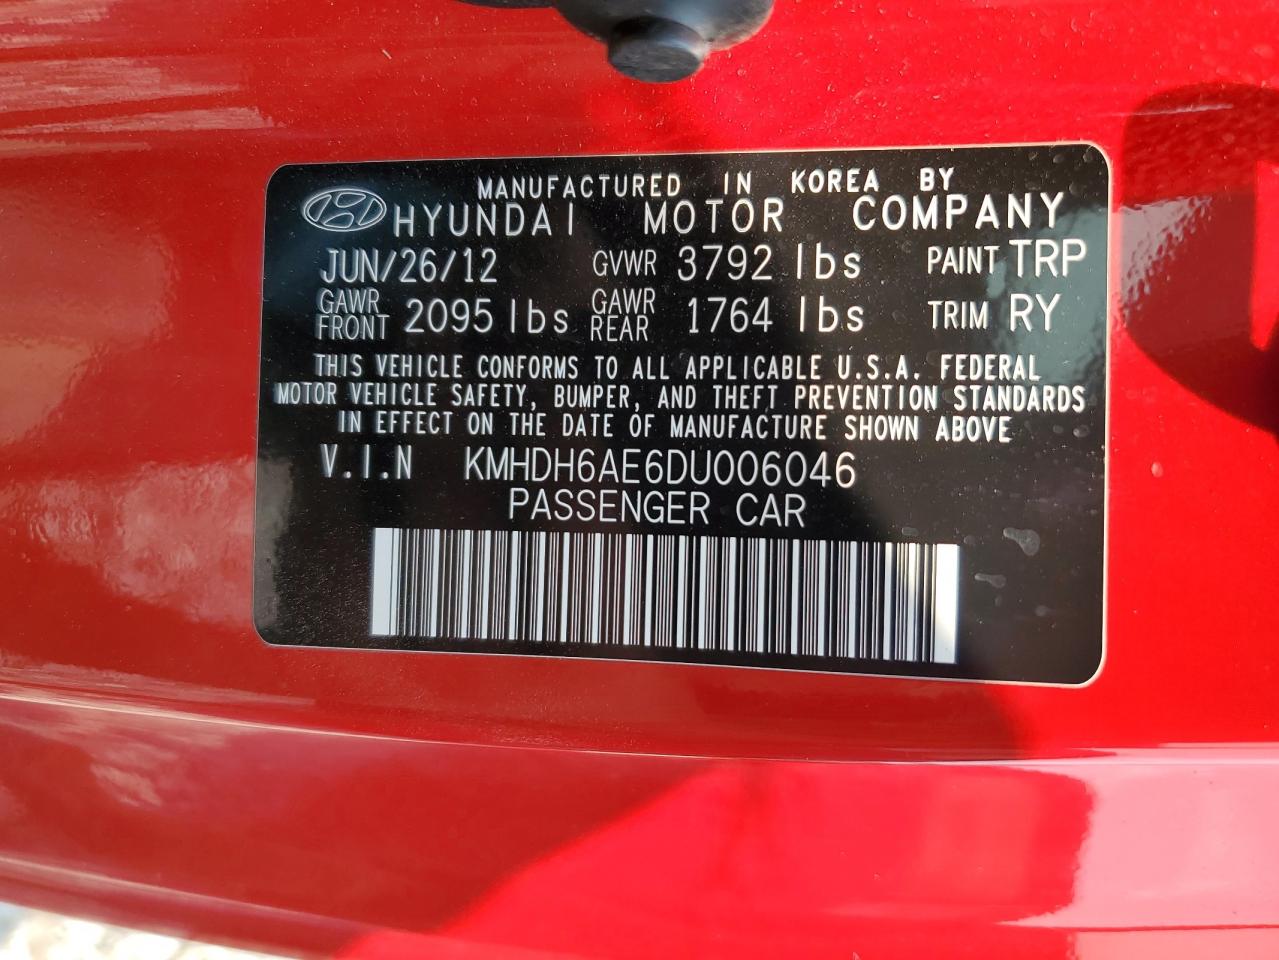 MANUFACTURED IN KOREA BY
HYUNDAI MOTOR COMPANY
JUN/26/12 GVWR 3792 lbs PAINT TRP
GAWR FRONT 2095 lbs GAWR REAR 1764 lbs TRIM RY
THIS VEHICLE CONFORMS TO ALL APPLICABLE U.S.A. FEDERAL
MOTOR VEHICLE SAFETY, BUMPER, AND THEFT PREVENTION STANDARDS
IN EFFECT ON THE DATE OF MANUFACTURE SHOWN ABOVE
V.I.N KMHDH6AE6DU006046
PASSENGER CAR